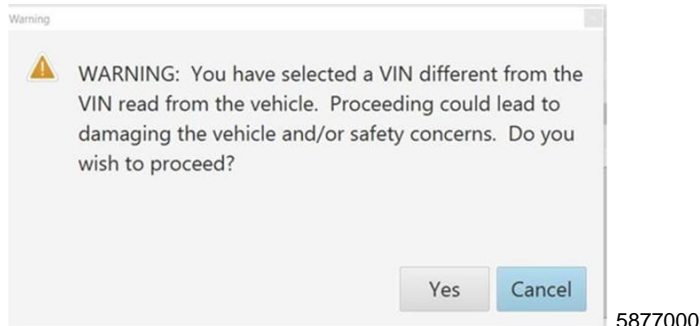 Warning
WARNING: You have selected a VIN different from the
VIN read from the vehicle. Proceeding could lead to
damaging the vehicle and/or safety concerns. Do you
wish to proceed?
Yes Cancel
5877000